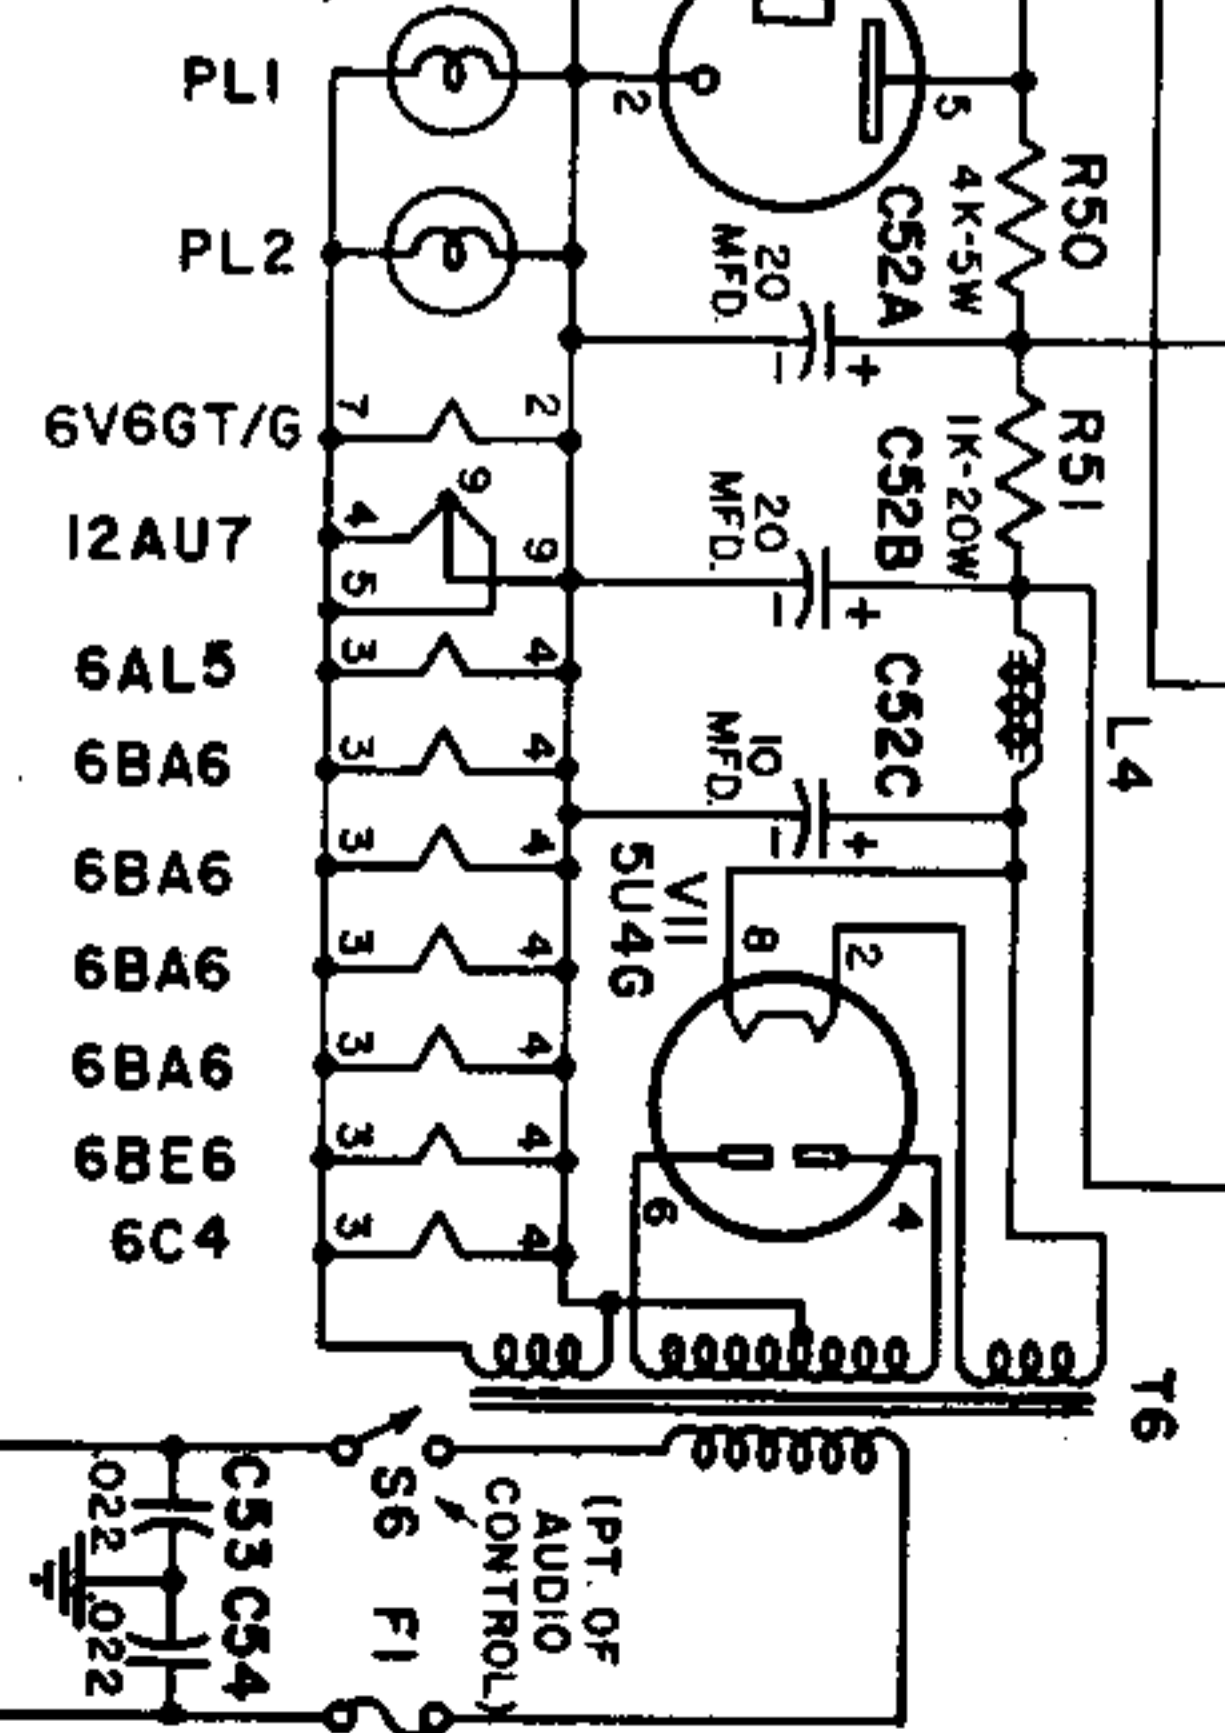 PL1
2
5
R50
4K-5W
C52A
20
MFD.
PL2
- +
6V6GT/G
7
2
R51
1K-20W
C52B
20
MFD.
9
12AU7
4
9
5
- +
6AL5
3
4
C52C
10
MFD.
L4
6BA6
3
4
- +
6BA6
3
4
V11
5U4G
8
2
6BA6
3
4
6BA6
3
4
6BE6
3
4
6
4
6C4
3
4
T6
S6
(PT. OF
AUDIO
CONTROL)
C53
.022
C54
.022
F1